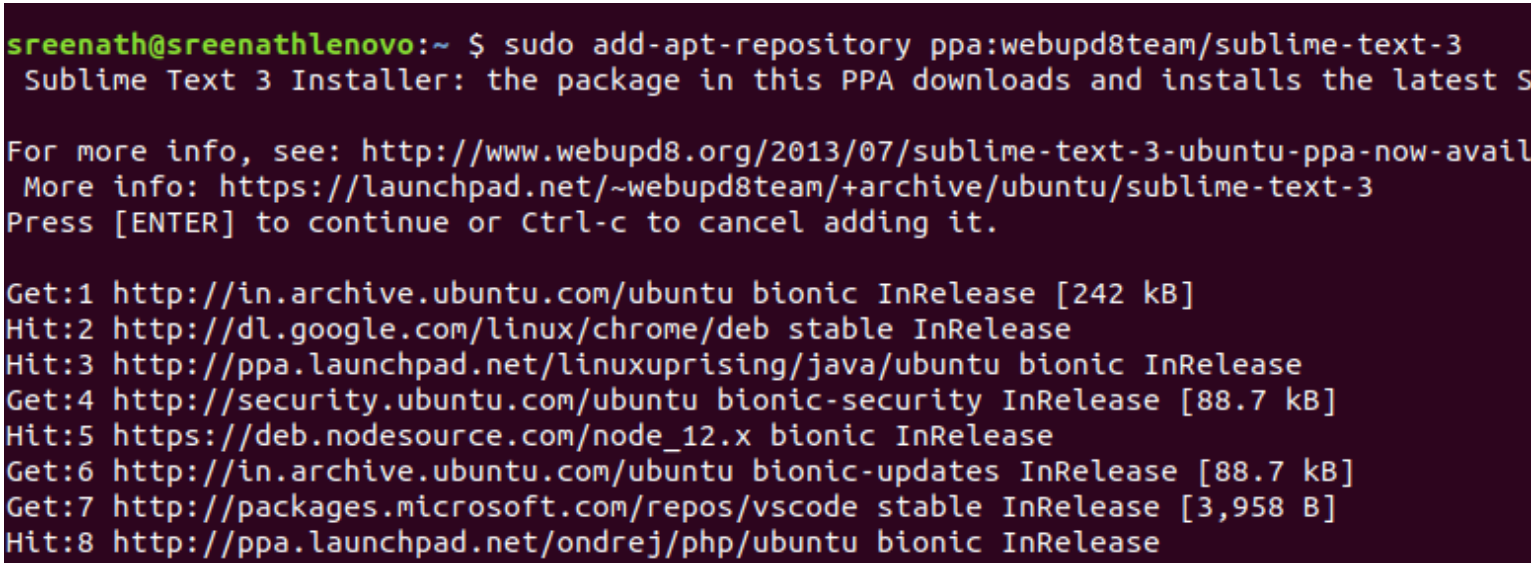 sreenath@sreenathlenovo:~ $ sudo add-apt-repository ppa:webupd8team/sublime-text-3
Sublime Text 3 Installer: the package in this PPA downloads and installs the latest S
For more info, see: http://www.webupd8.org/2013/07/sublime-text-3-ubuntu-ppa-now-avail
More info: https://launchpad.net/~webupd8team/+archive/ubuntu/sublime-text-3
Press [ENTER] to continue or Ctrl-c to cancel adding it.
Get:1 http://in.archive.ubuntu.com/ubuntu bionic InRelease [242 kB]
Hit:2 http://dl.google.com/linux/chrome/deb stable InRelease
Hit:3 http://ppa.launchpad.net/linuxuprising/java/ubuntu bionic InRelease
Get:4 http://security.ubuntu.com/ubuntu bionic-security InRelease [88.7 kB]
Hit:5 https://deb.nodesource.com/node_12.x bionic InRelease
Get:6 http://in.archive.ubuntu.com/ubuntu bionic-updates InRelease [88.7 kB]
Get:7 http://packages.microsoft.com/repos/vscode stable InRelease [3,958 B]
Hit:8 http://ppa.launchpad.net/ondrej/php/ubuntu bionic InRelease